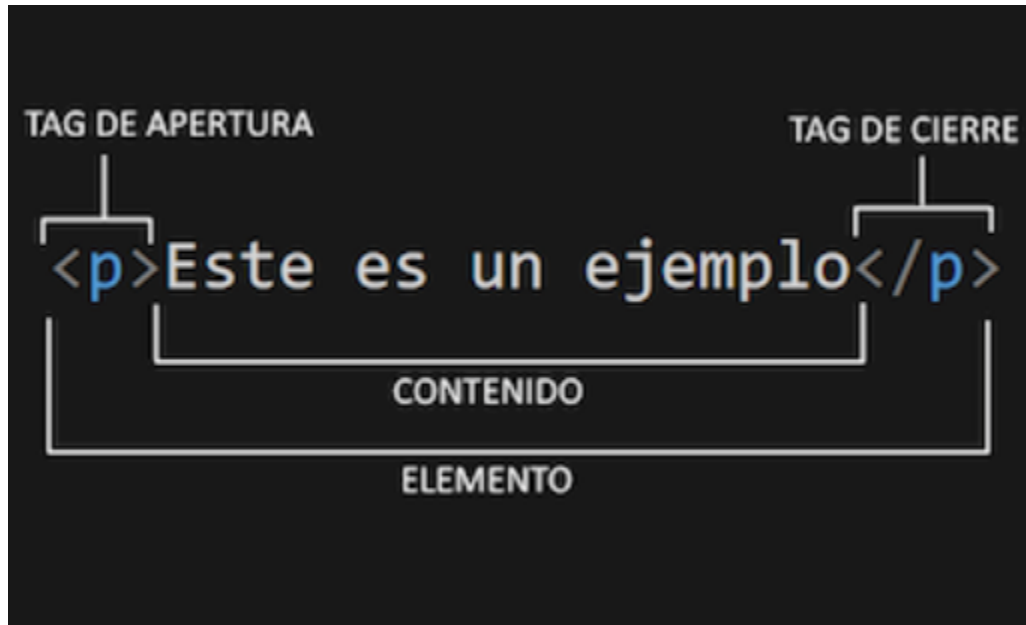 TAG DE APERTURA
TAG DE CIERRE
<p>Este es un ejemplo</p>
CONTENIDO
ELEMENTO